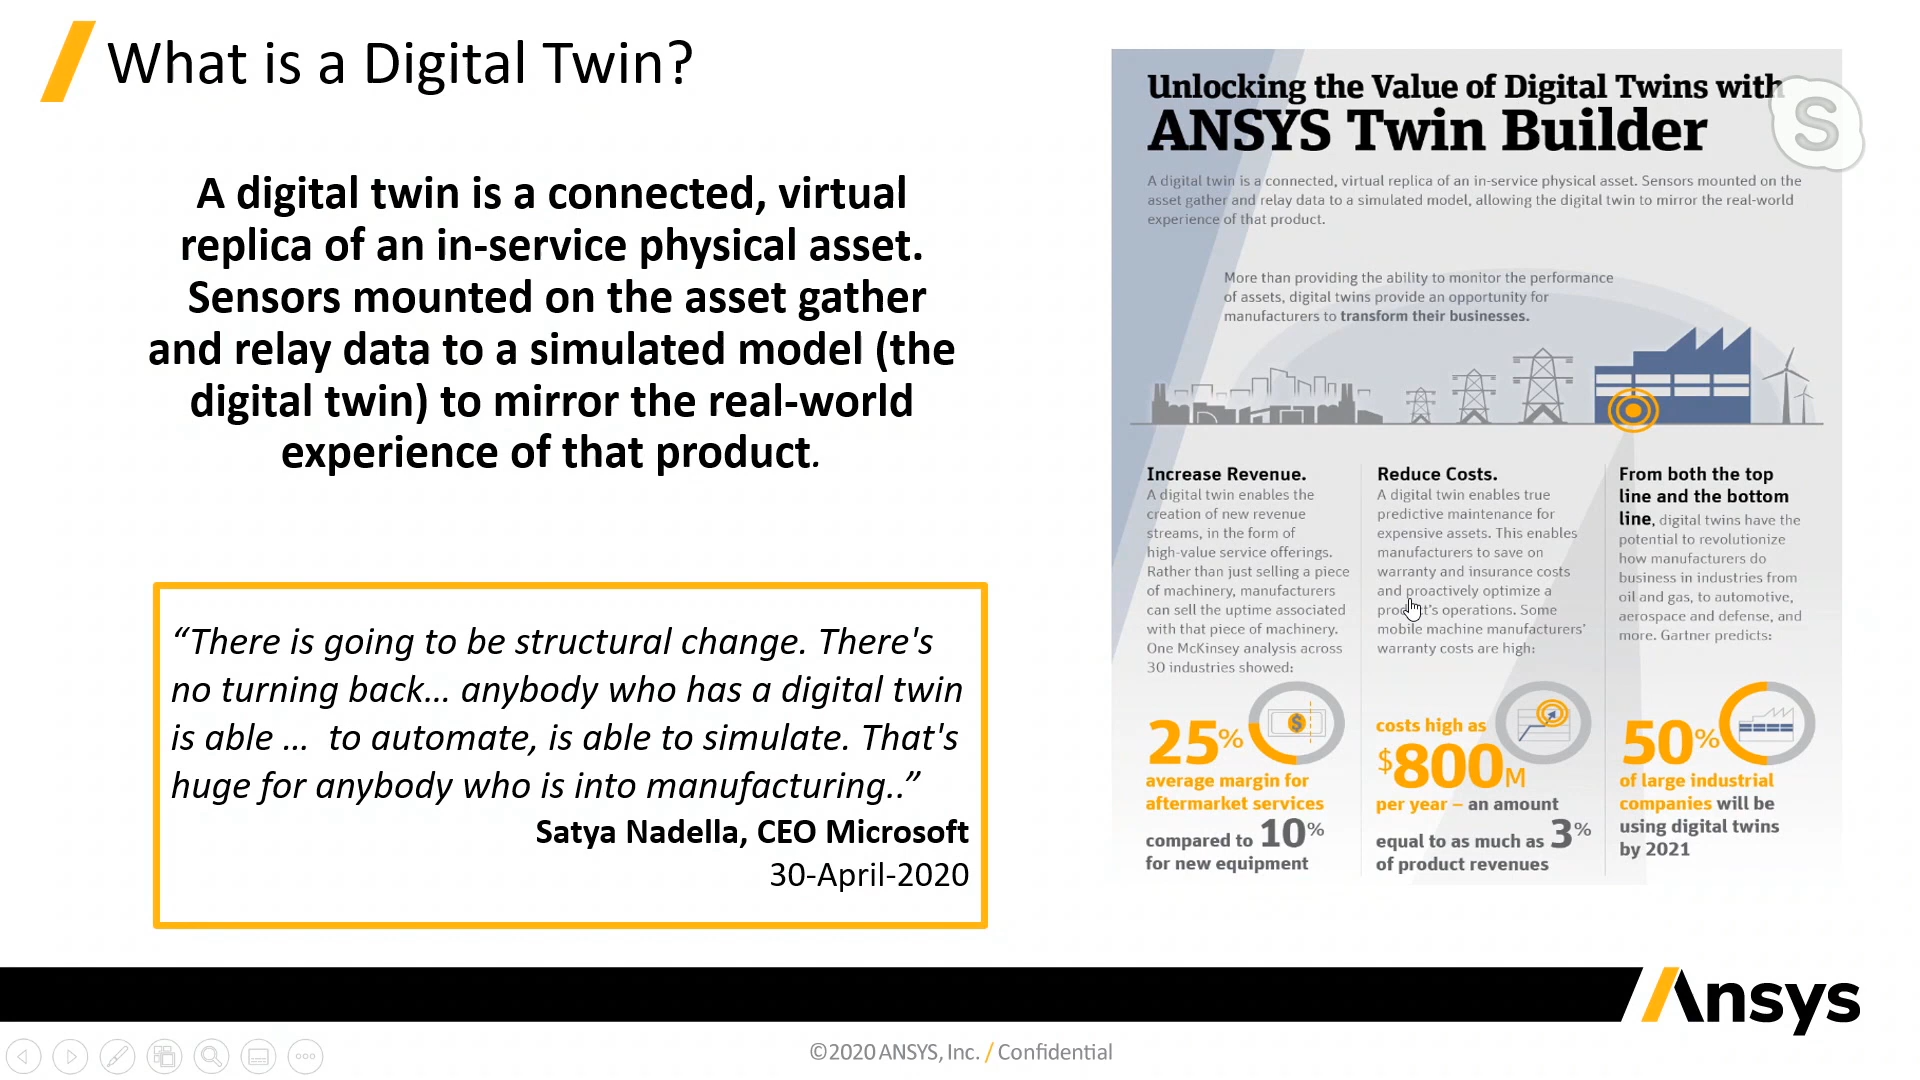 What is a Digital Twin?
A digital twin is a connected, virtual
replica of an in-service physical asset.
Sensors mounted on the asset gather
and relay data to a simulated model (the
digital twin) to mirror the real-world
experience of that product.
“There is going to be structural change. There's
no turning back… anybody who has a digital twin
is able … to automate, is able to simulate. That's
huge for anybody who is into manufacturing..”
Satya Nadella, CEO Microsoft
30-April-2020
Unlocking the Value of Digital Twins with
ANSYS Twin Builder
A digital twin is a connected, virtual replica of an in-service physical asset. Sensors mounted on the
asset gather and relay data to a simulated model, allowing the digital twin to mirror the real-world
experience of that product.
More than providing the ability to monitor the performance
of assets, digital twins provide an opportunity for
manufacturers to transform their businesses.
Increase Revenue.
A digital twin enables the
creation of new revenue
streams, in the form of
high-value service offerings.
Rather than just selling a piece
of machinery, manufacturers
can sell the uptime associated
with that piece of machinery.
One McKinsey analysis across
30 industries showed:
25%
average margin for
aftermarket services
compared to 10%
for new equipment
Reduce Costs.
A digital twin enables true
predictive maintenance for
expensive assets. This enables
manufacturers to save on
warranty and insurance costs
and proactively optimize a
product's operations. Some
mobile machine manufacturers’
warranty costs are high:
costs high as
$800M
per year – an amount
equal to as much as 3%
of product revenues
From both the top
line and the bottom
line, digital twins have the
potential to revolutionize
how manufacturers do
business in industries from
oil and gas, to automotive,
aerospace and defense, and
more. Gartner predicts:
50%
of large industrial
companies will be
using digital twins
by 2021
S
Ansys
©2020 ANSYS, Inc. / Confidential